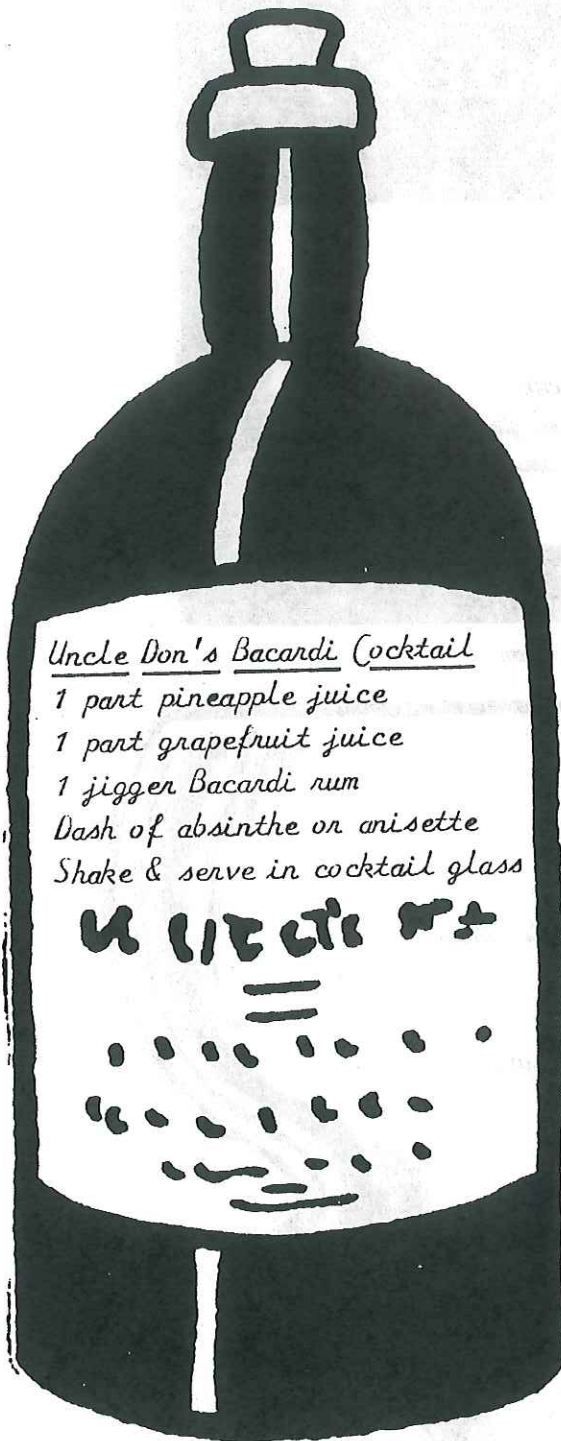 Uncle Don's Bacardi Cocktail
1 part pineapple juice
1 part grapefruit juice
1 jigger Bacardi rum
Dash of absinthe or anisette
Shake & serve in cocktail glass